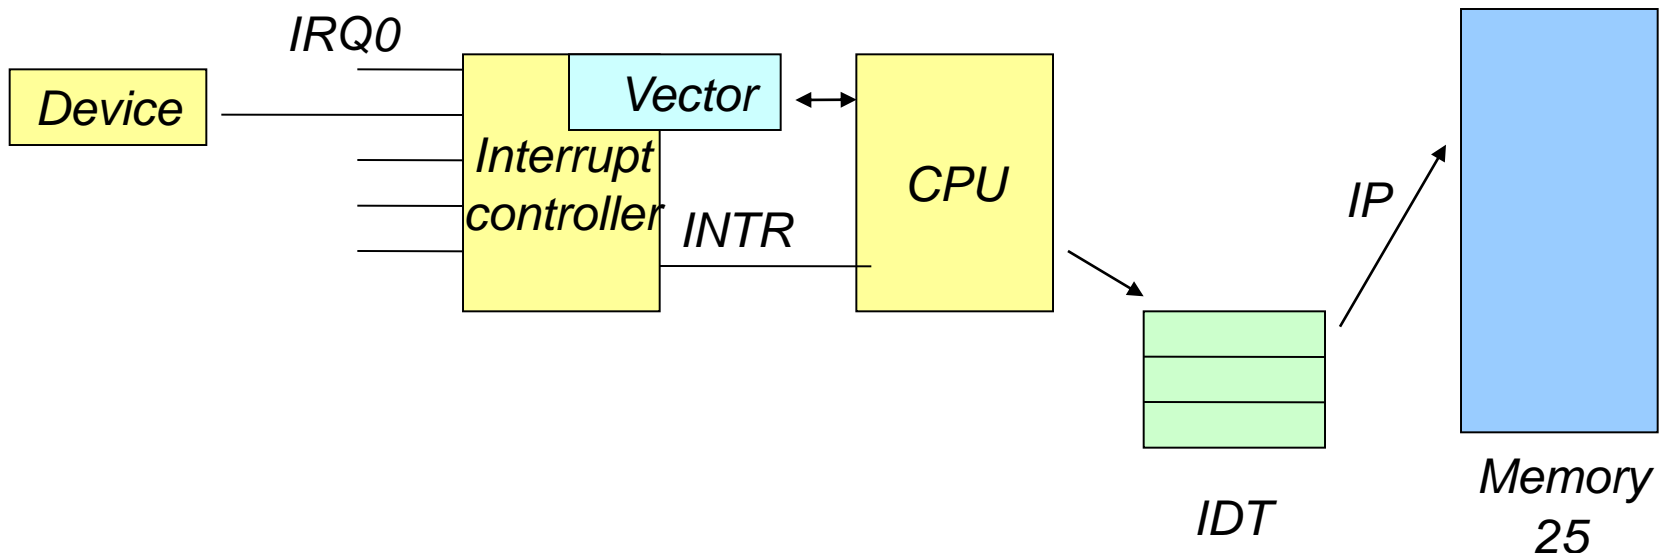 IRQ0
Device
Vector
Interrupt
controller
INTR
CPU
IP
IDT
Memory
25